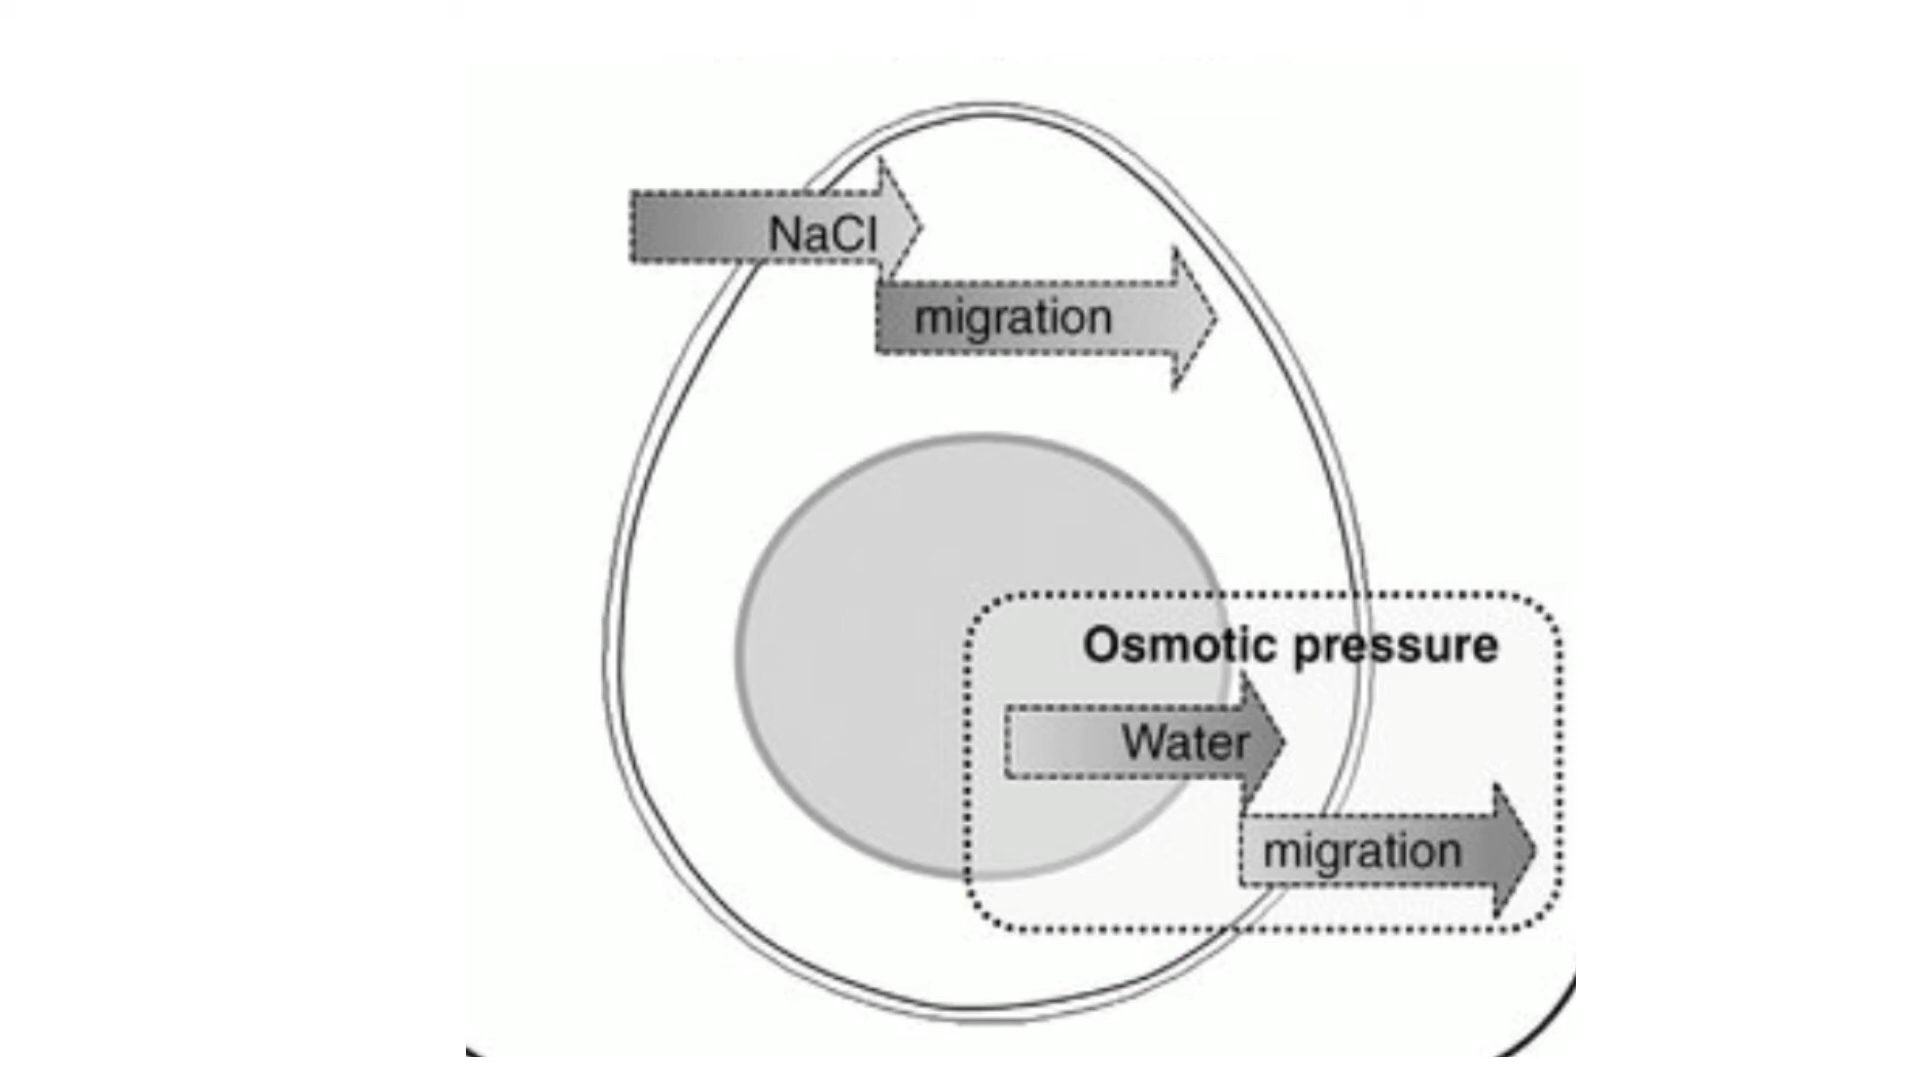 NaCl
migration
Osmotic pressure
Water
migration